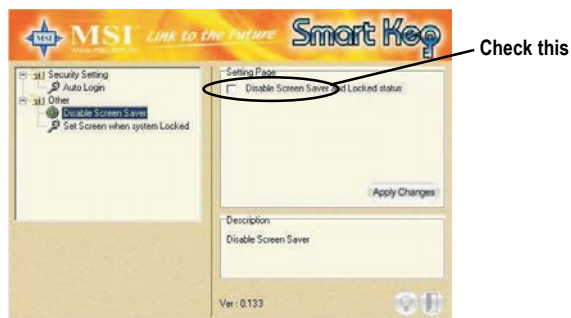 MSI Link to the Future
www.msi.com.tw
Smart Key
Check this
Security Setting
Auto Login
Other
Disable Screen Saver
Set Screen when system Locked
Setting Page
Disable Screen Saver and Locked status
Apply Changes
Description
Disable Screen Saver
Ver : 0.133